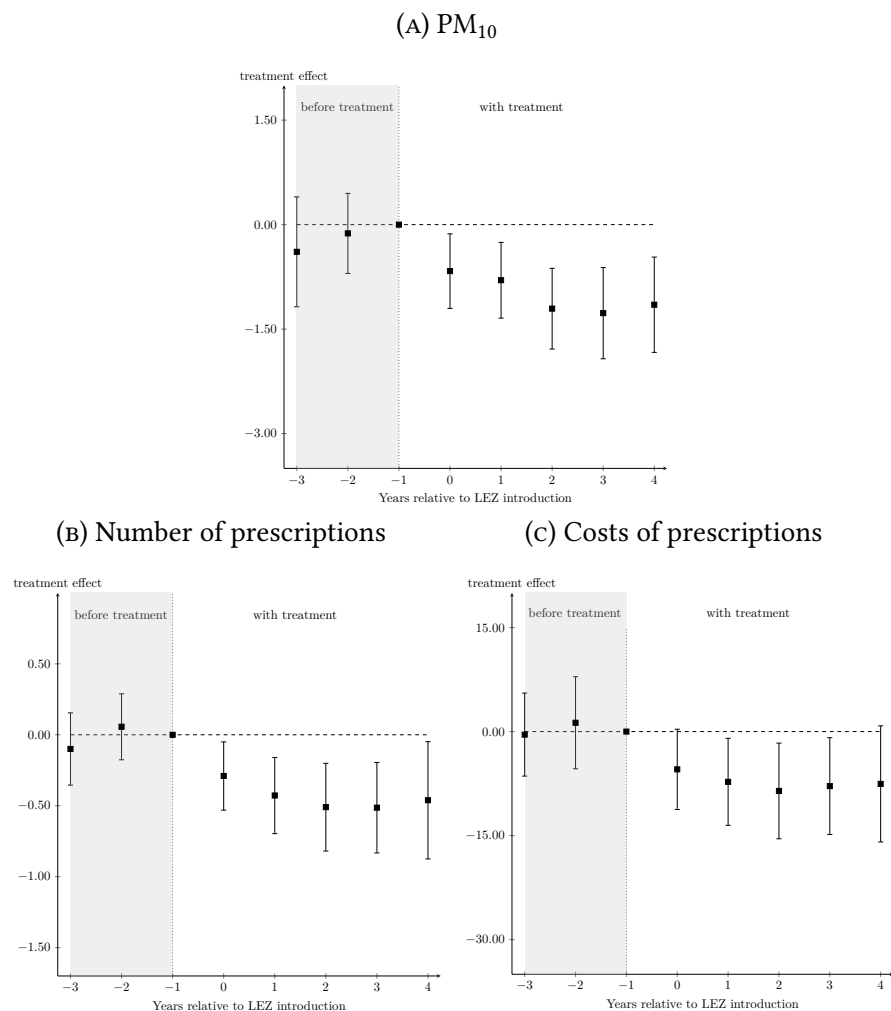 (A) PM₁₀
treatment effect
before treatment
with treatment
1.50
0.00
−1.50
−3.00
−3 −2 −1 0 1 2 3 4
Years relative to LEZ introduction
(B) Number of prescriptions
treatment effect
before treatment
with treatment
0.50
0.00
−0.50
−1.00
−1.50
−3 −2 −1 0 1 2 3 4
Years relative to LEZ introduction
(C) Costs of prescriptions
treatment effect
before treatment
with treatment
15.00
0.00
−15.00
−30.00
−3 −2 −1 0 1 2 3 4
Years relative to LEZ introduction